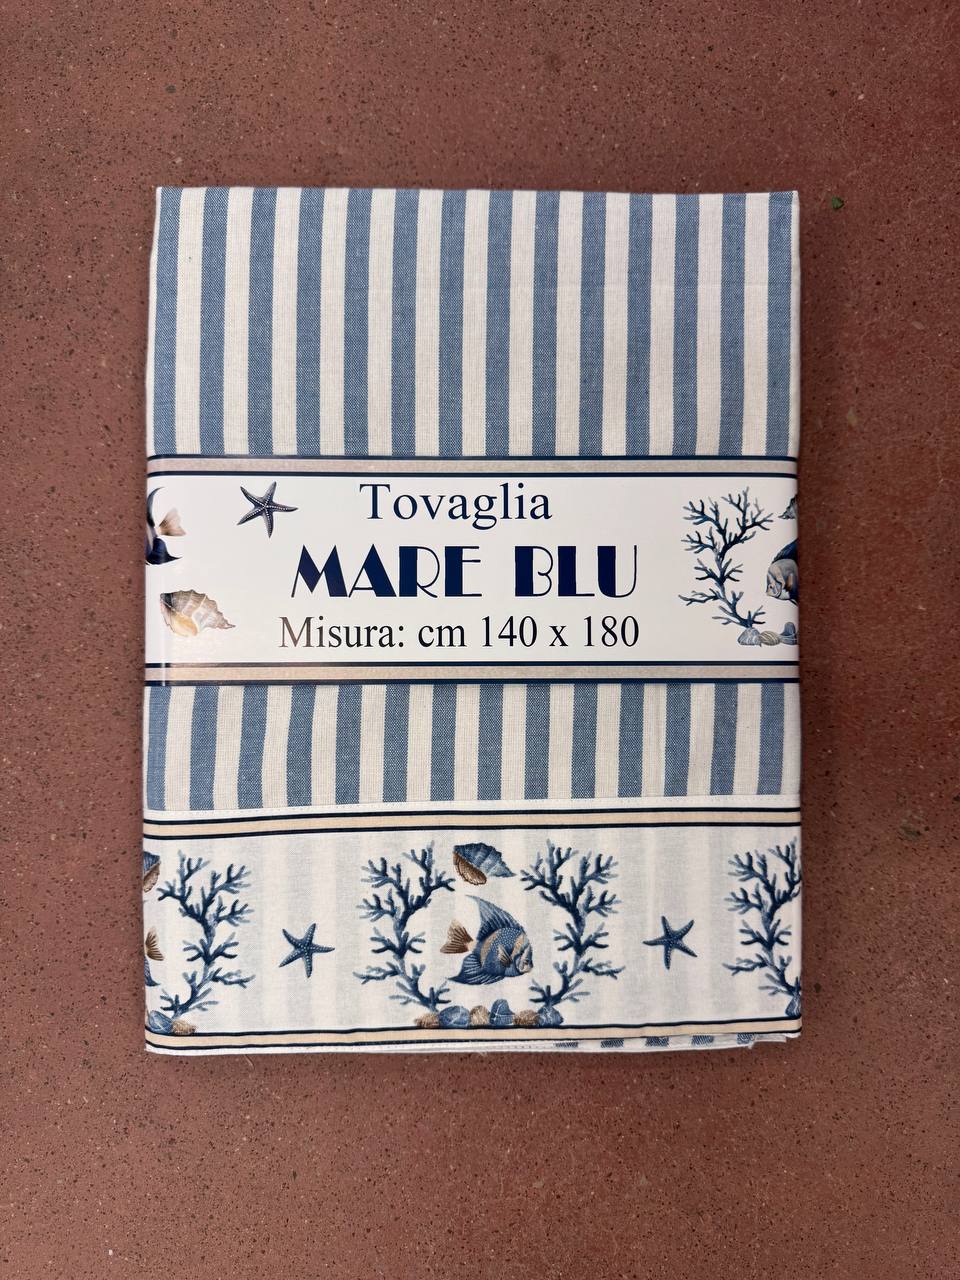 Tovaglia
MARE BLU
Misura: cm 140 x 180